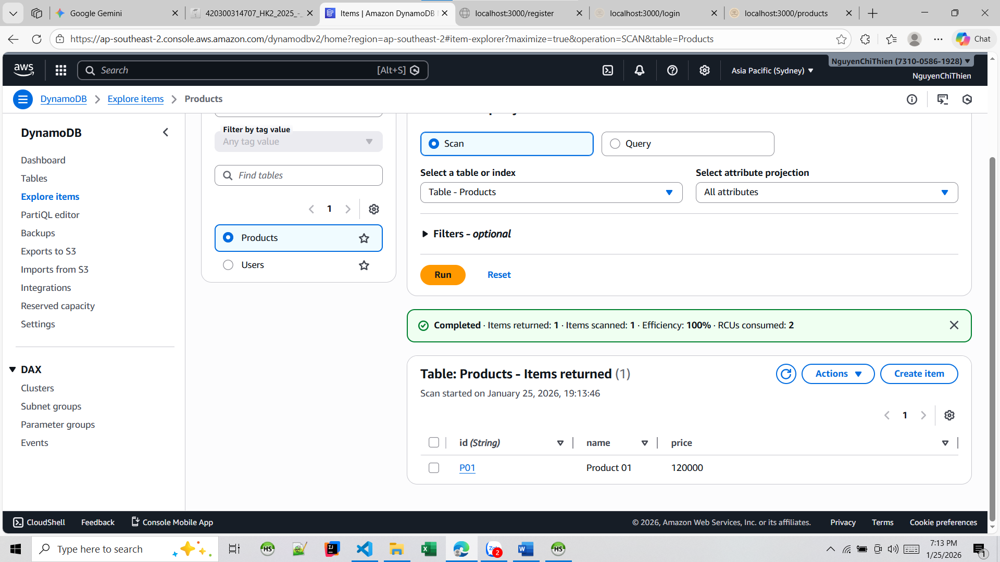 Google Gemini
420300314707_HK2_2025_-_
Items | Amazon DynamoDB
localhost:3000/register
localhost:3000/login
localhost:3000/products
https://ap-southeast-2.console.aws.amazon.com/dynamodbv2/home?region=ap-southeast-2#item-explorer?maximize=true&operation=SCAN&table=Products
Chat
aws
Search
[Alt+S]
Asia Pacific (Sydney)
NguyenChiThien (7310-0586-1928)
NguyenChiThien
DynamoDB
Explore items
Products
DynamoDB
Dashboard
Tables
Explore items
PartiQL editor
Backups
Exports to S3
Imports from S3
Integrations
Reserved capacity
Settings
DAX
Clusters
Subnet groups
Parameter groups
Events
Filter by tag value
Any tag value
Find tables
1
Products
Users
Scan
Query
Select a table or index
Table - Products
Select attribute projection
All attributes
Filters - optional
Run
Reset
Completed · Items returned: 1 · Items scanned: 1 · Efficiency: 100% · RCUs consumed: 2
Table: Products - Items returned (1)
Actions
Create item
Scan started on January 25, 2026, 19:13:46
1
id (String)
name
price
P01
Product 01
120000
CloudShell
Feedback
Console Mobile App
© 2026, Amazon Web Services, Inc. or its affiliates.
Privacy
Terms
Cookie preferences
Type here to search
HS
IJ
Zalo
2
HS
7:13 PM
1/25/2026
1